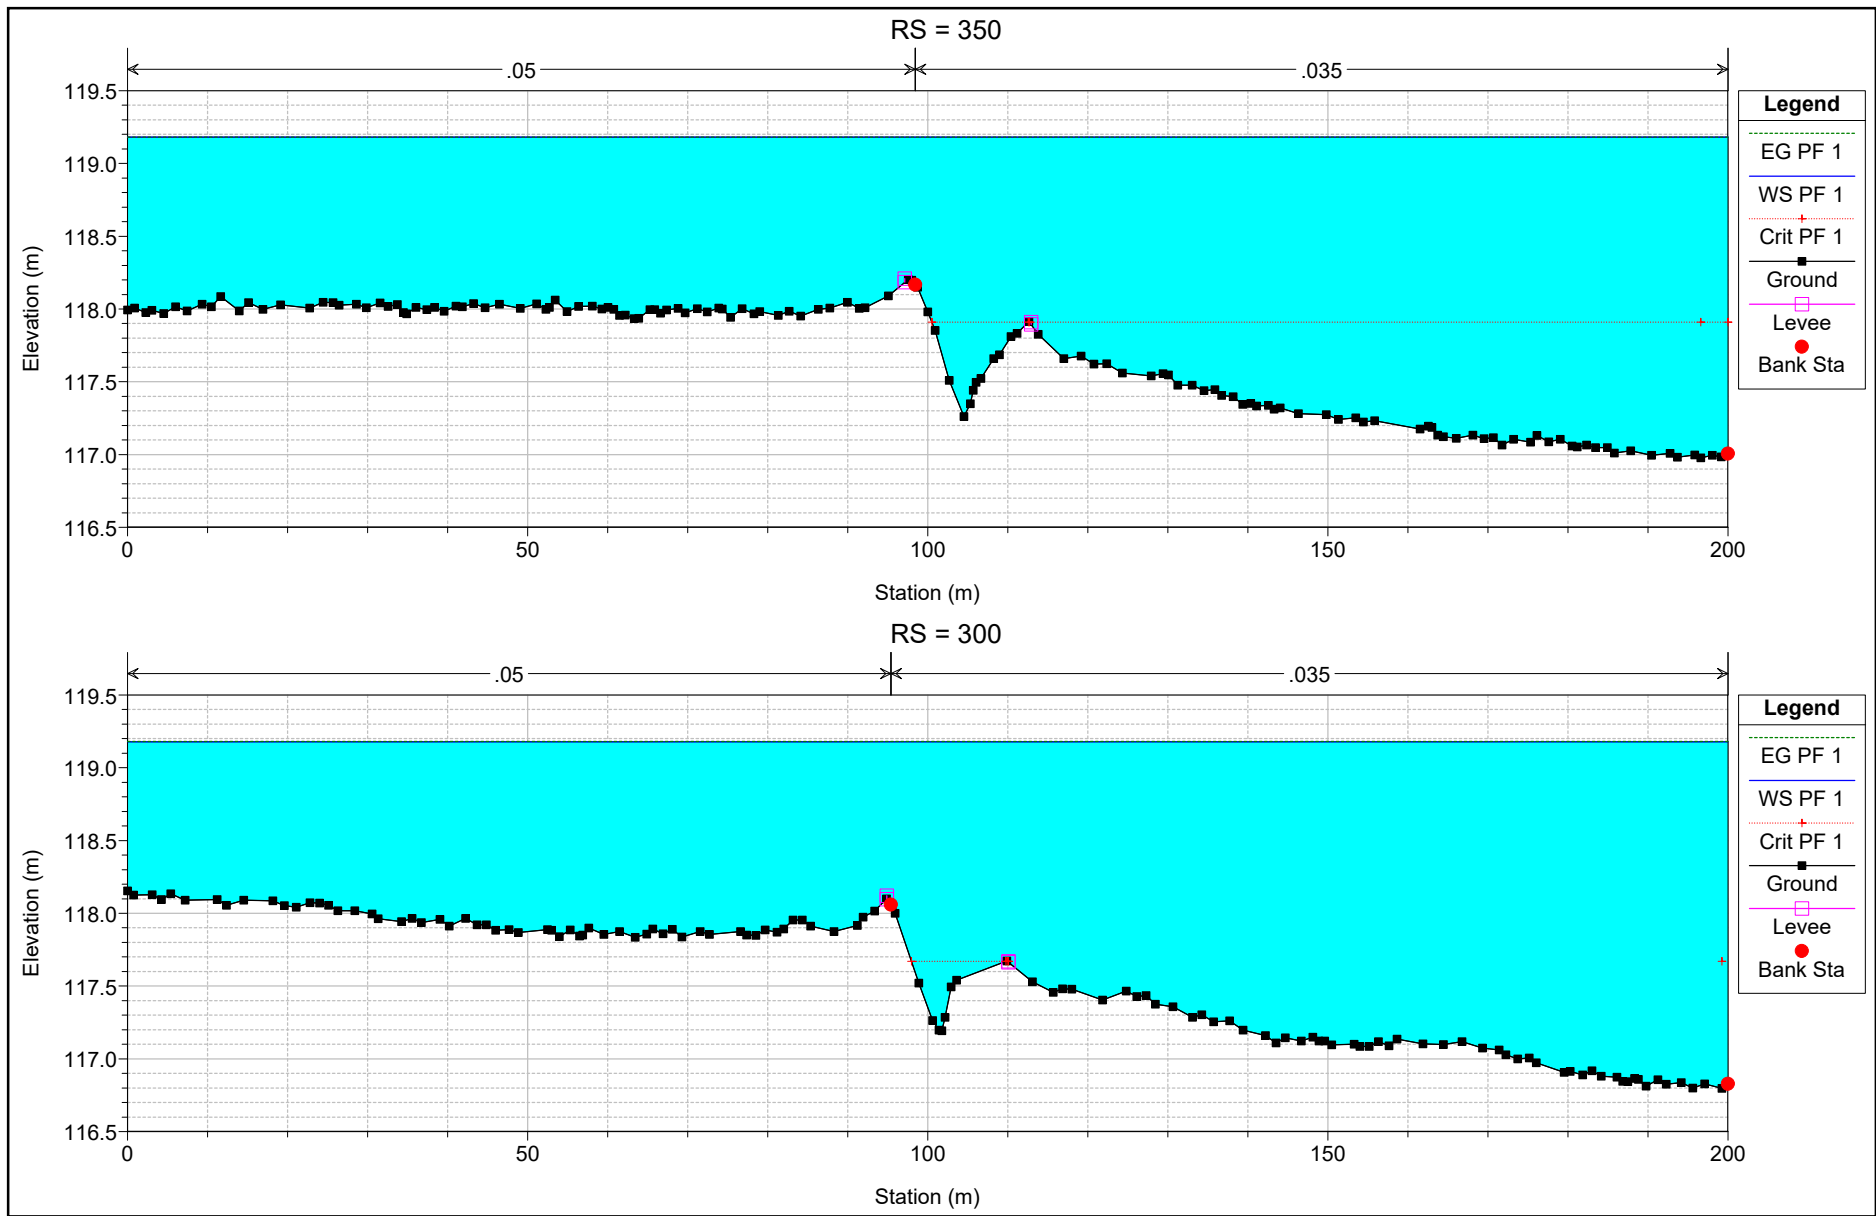 RS = 350
.05 .035
119.5
119.0
118.5
118.0
117.5
117.0
116.5
Elevation (m)
0 50 100 150 200
Station (m)
Legend
EG PF 1
WS PF 1
Crit PF 1
Ground
Levee
Bank Sta
RS = 300
.05 .035
119.5
119.0
118.5
118.0
117.5
117.0
116.5
Elevation (m)
0 50 100 150 200
Station (m)
Legend
EG PF 1
WS PF 1
Crit PF 1
Ground
Levee
Bank Sta